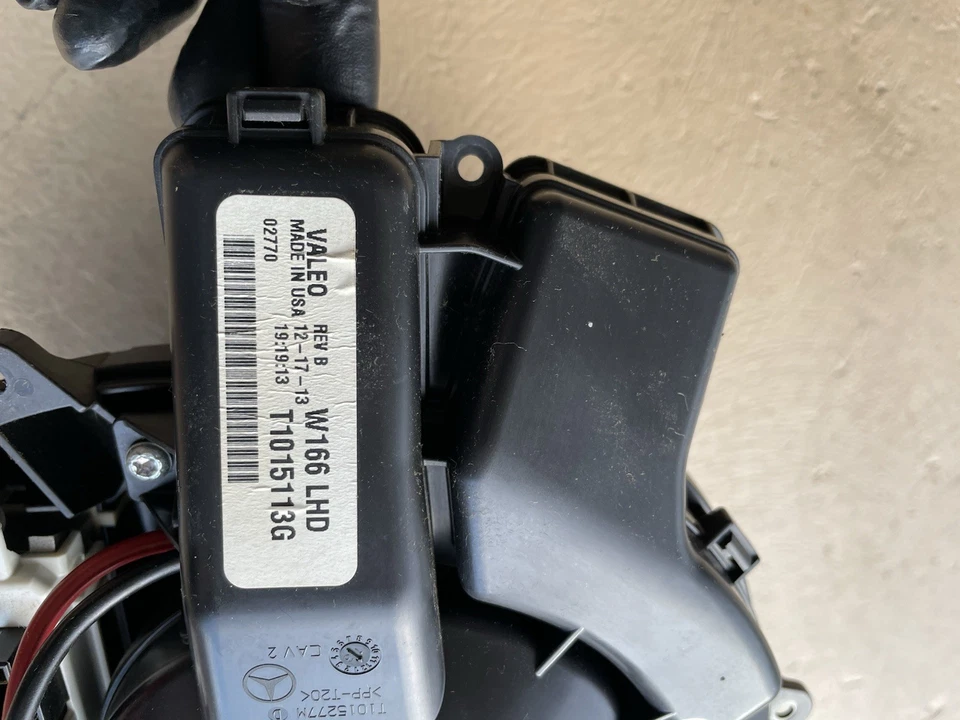 VALEO REV B W166 LHD
MADE IN USA 12-17-13
19:19:13 T1015113G
02770
CAV 2
>PP-T20<
T1015277M